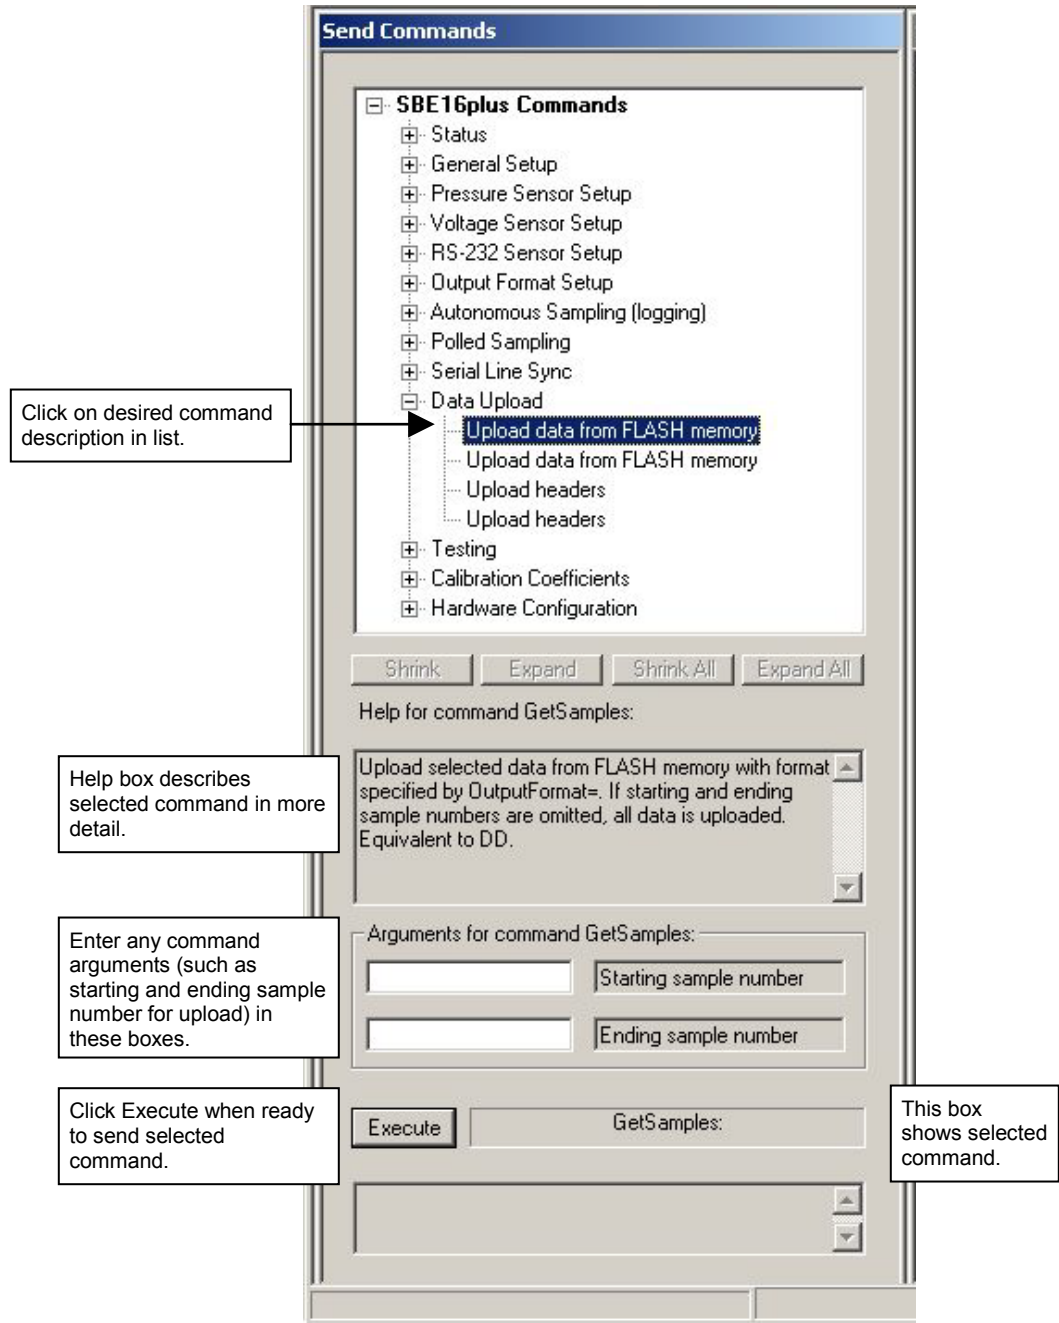 Send Commands
SBE16plus Commands
Status
General Setup
Pressure Sensor Setup
Voltage Sensor Setup
RS-232 Sensor Setup
Output Format Setup
Autonomous Sampling (logging)
Polled Sampling
Serial Line Sync
Data Upload
Click on desired command
description in list.
Upload data from FLASH memory
Upload data from FLASH memory
Upload headers
Upload headers
Testing
Calibration Coefficients
Hardware Configuration
Shrink
Expand
Shrink All
Expand All
Help for command GetSamples:
Help box describes
selected command in more
detail.
Upload selected data from FLASH memory with format
specified by OutputFormat=. If starting and ending
sample numbers are omitted, all data is uploaded.
Equivalent to DD.
Enter any command
arguments (such as
starting and ending sample
number for upload) in
these boxes.
Arguments for command GetSamples:
Starting sample number
Ending sample number
Click Execute when ready
to send selected
command.
Execute
GetSamples:
This box
shows selected
command.